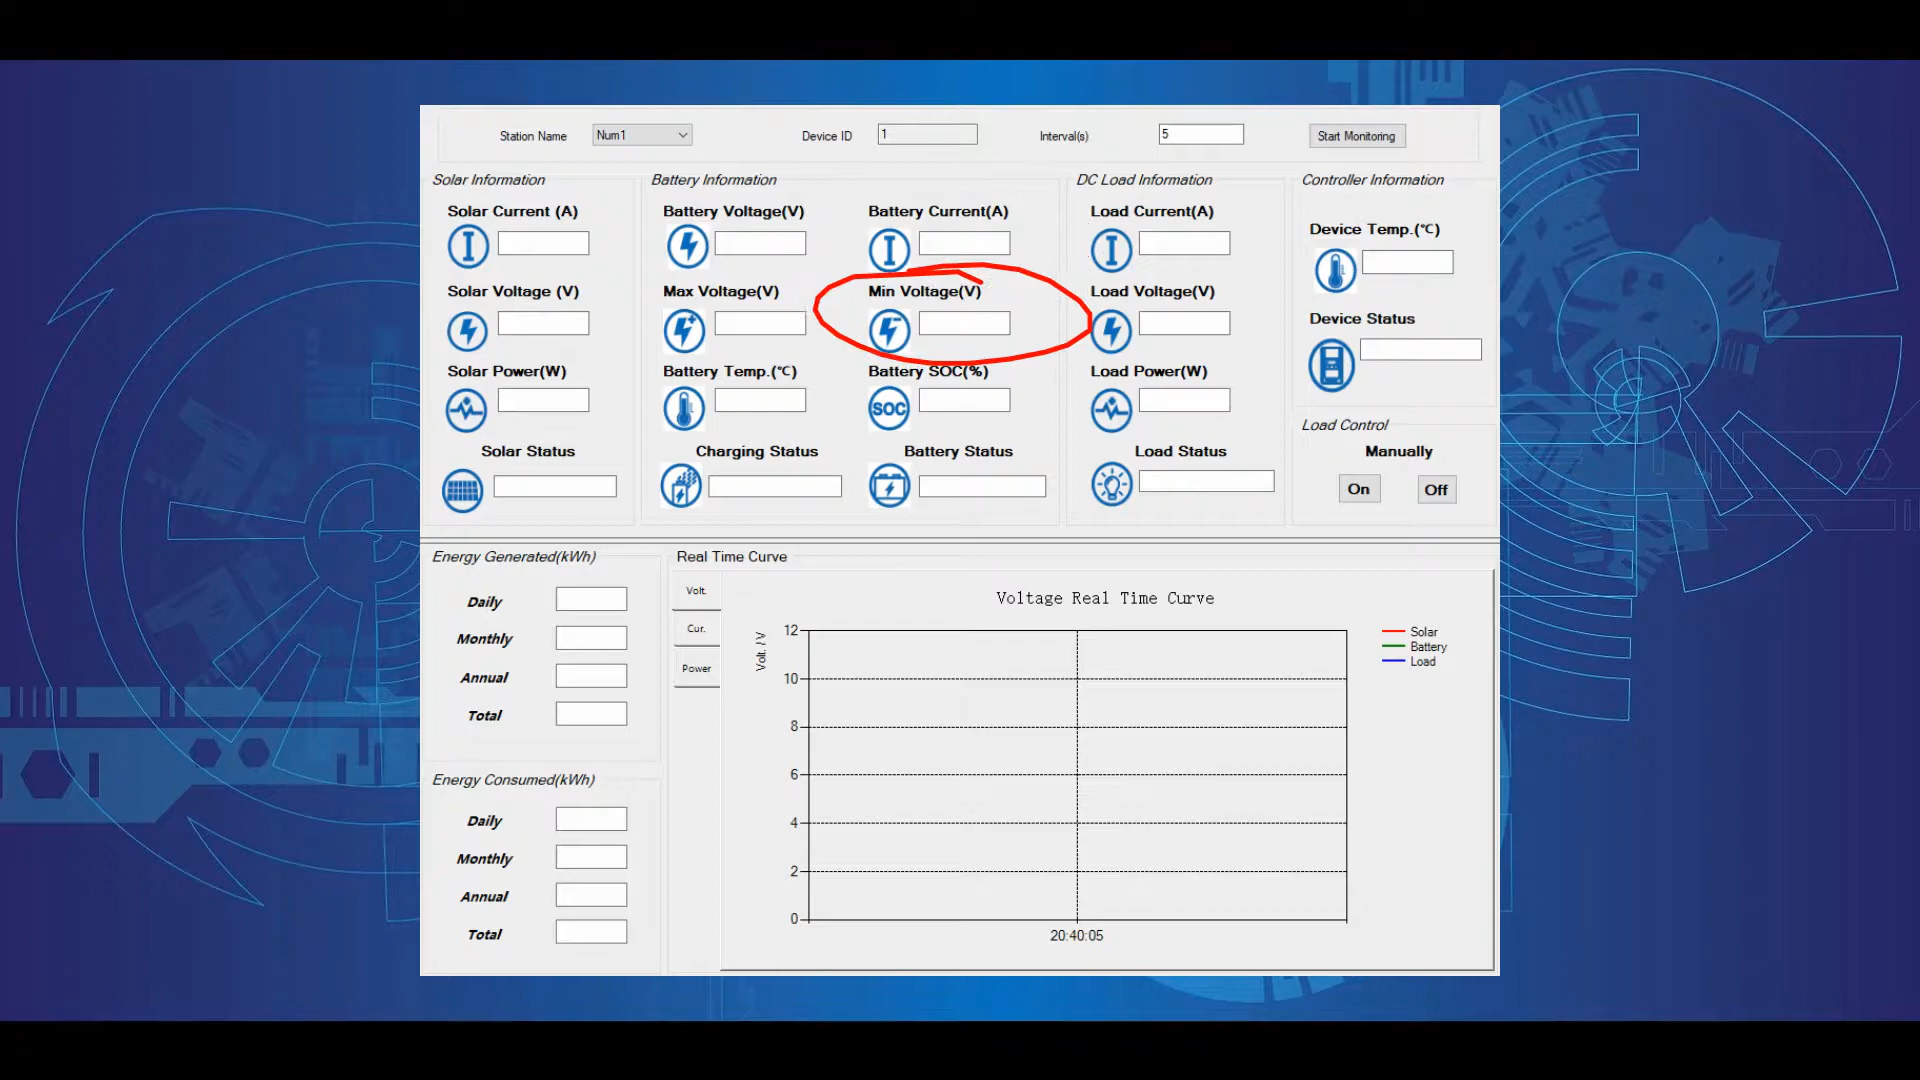 Station Name Num1 Device ID 1 Interval(s) 5 Start Monitoring
Solar Information
Solar Current (A)
I
Solar Voltage (V)
Solar Power(W)
Solar Status
Battery Information
Battery Voltage(V) Battery Current(A)
I
Max Voltage(V) Min Voltage(V)
Battery Temp.(℃) Battery SOC(%)
SOC
Charging Status Battery Status
DC Load Information
Load Current(A)
I
Load Voltage(V)
Load Power(W)
Load Status
Controller Information
Device Temp.(℃)
Device Status
Load Control
Manually
On Off
Energy Generated(kWh)
Daily
Monthly
Annual
Total
Energy Consumed(kWh)
Daily
Monthly
Annual
Total
Real Time Curve
Volt.
Cur.
Power
Voltage Real Time Curve
Volt. / V
12
10
8
6
4
2
0
20:40:05
Solar
Battery
Load